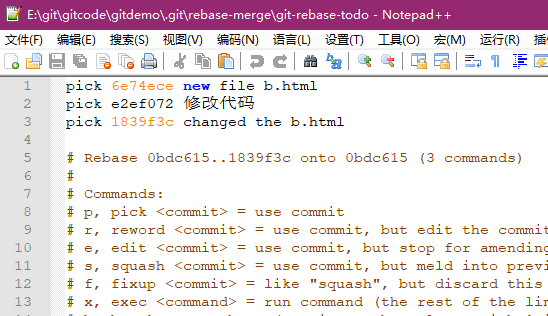 E:\git\gitcode\gitdemo\.git\rebase-merge\git-rebase-todo - Notepad++
文件(F) 编辑(E) 搜索(S) 视图(V) 编码(N) 语言(L) 设置(T) 工具(O) 宏(M) 运行(R)
1 pick 6e74ece new file b.html
2 pick e2ef072 修改代码
3 pick 1839f3c changed the b.html
4
5 # Rebase 0bdc615..1839f3c onto 0bdc615 (3 commands)
6 #
7 # Commands:
8 # p, pick <commit> = use commit
9 # r, reword <commit> = use commit, but edit the commit
10 # e, edit <commit> = use commit, but stop for amending
11 # s, squash <commit> = use commit, but meld into previ
12 # f, fixup <commit> = like "squash", but discard this
13 # x, exec <command> = run command (the rest of the lin